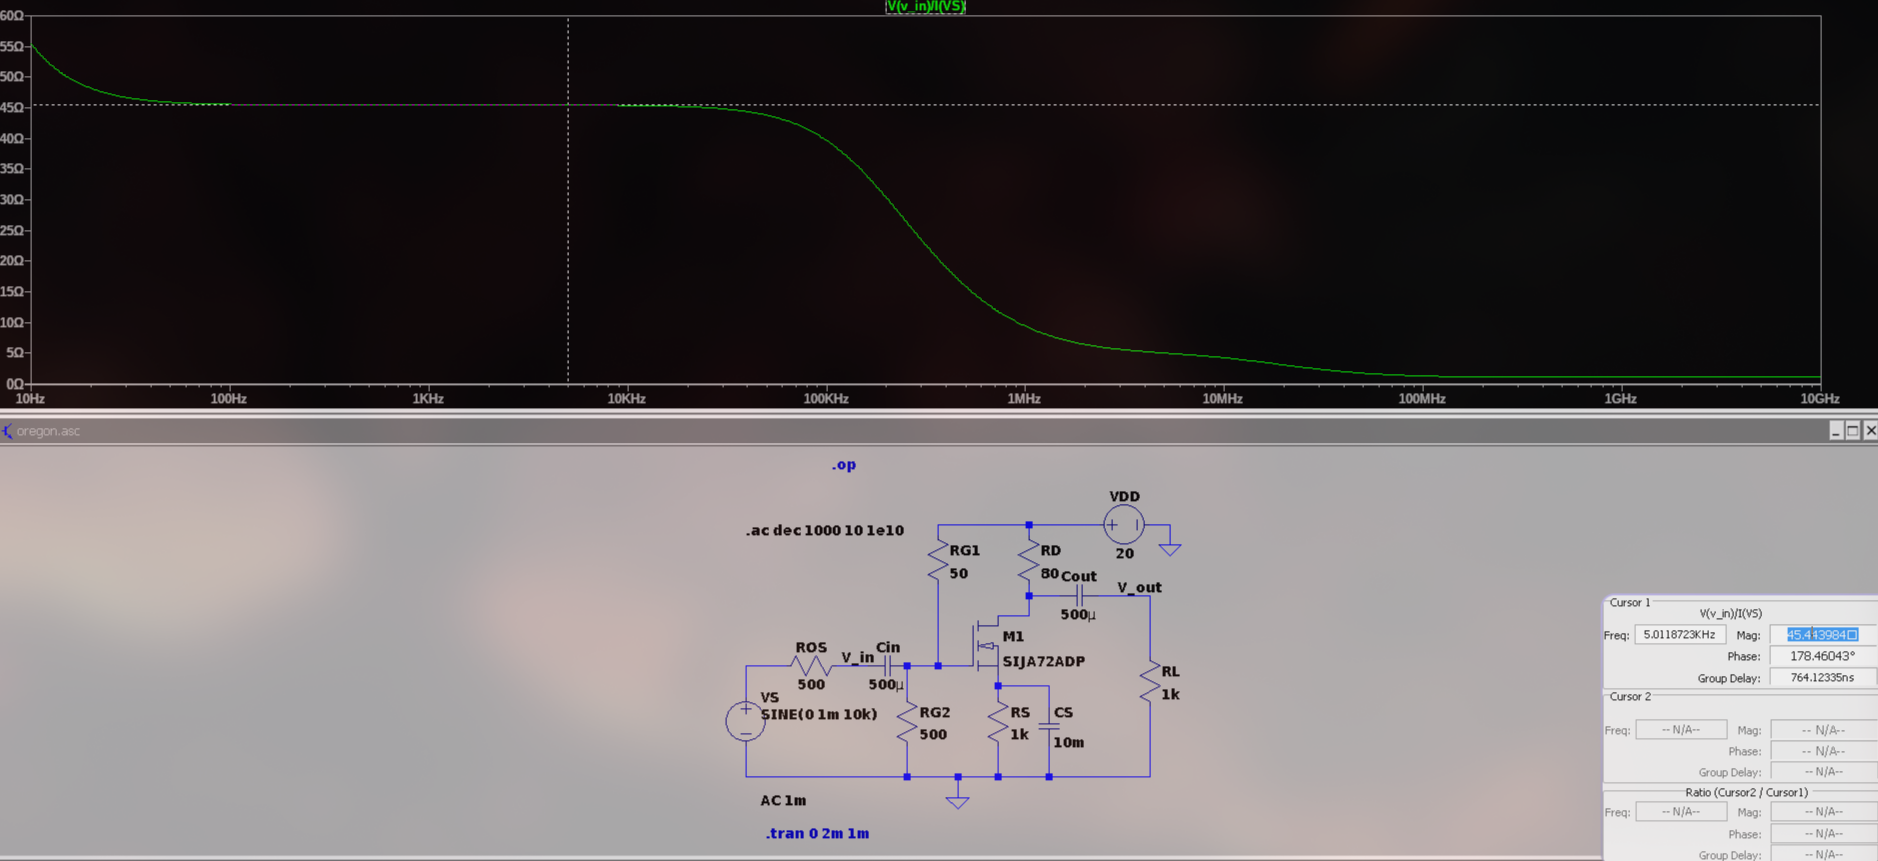 V(v_in)/I(VS)
60Ω
55Ω
50Ω
45Ω
40Ω
35Ω
30Ω
25Ω
20Ω
15Ω
10Ω
5Ω
0Ω
10Hz 100Hz 1KHz 10KHz 100KHz 1MHz 10MHz 100MHz 1GHz 10GHz
oregon.asc
.op
.ac dec 1000 10 1e10
VDD
20
RG1
50
RD
80
Cout
500µ
V_out
M1
SIJA72ADP
ROS
500
V_in
Cin
500µ
VS
SINE(0 1m 10k)
RG2
500
RS
1k
CS
10m
RL
1k
AC 1m
.tran 0 2m 1m
Cursor 1
V(v_in)/I(VS)
Freq: 5.0118723KHz Mag: 45.443984
Phase: 178.46043°
Group Delay: 764.12335ns
Cursor 2
Freq: -- N/A-- Mag: -- N/A--
Phase: -- N/A--
Group Delay: -- N/A--
Ratio (Cursor2 / Cursor1)
Freq: -- N/A-- Mag: -- N/A--
Phase: -- N/A--
Group Delay: -- N/A--